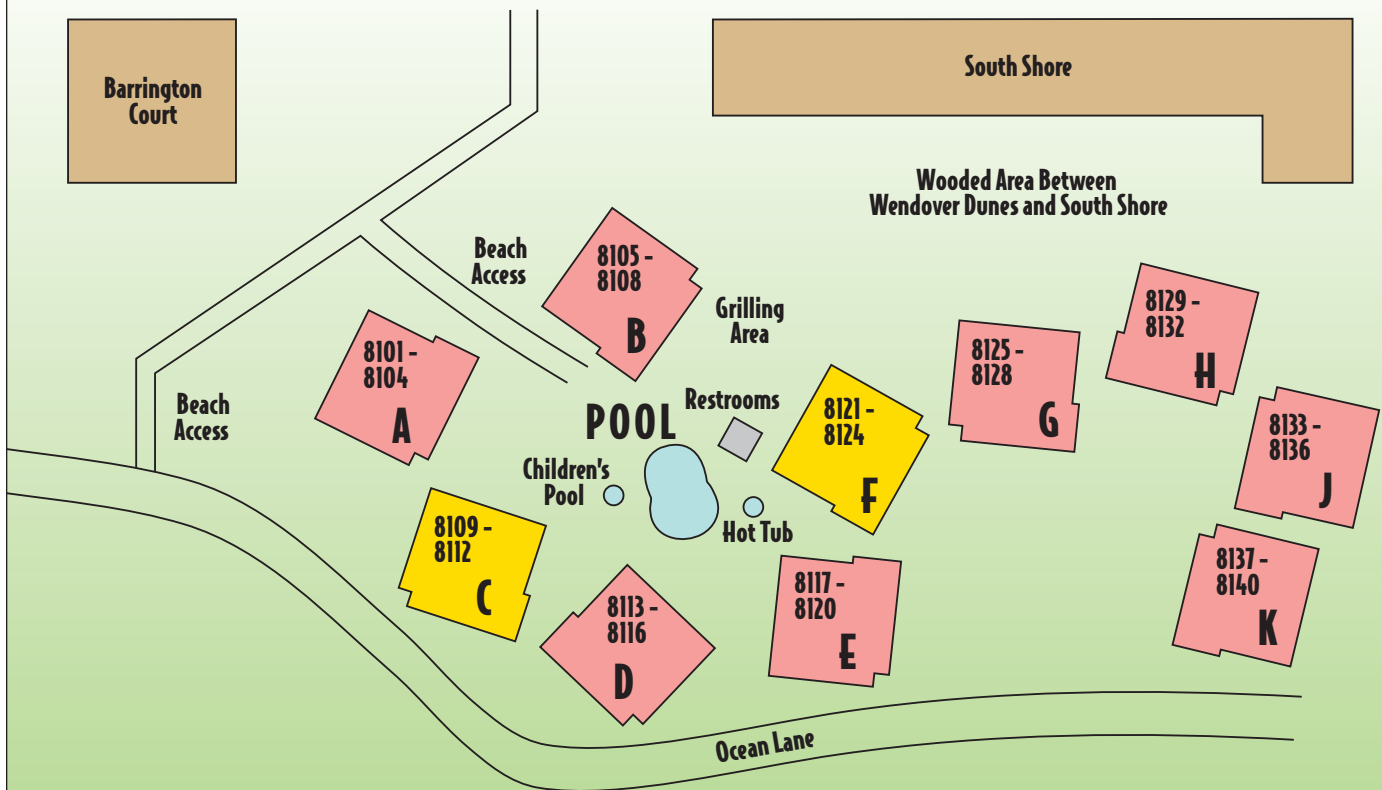 Barrington
Court
South Shore
Wooded Area Between
Wendover Dunes and South Shore
Beach
Access
8105 -
8108
B
Grilling
Area
8129 -
8132
H
8101 -
8104
A
8125 -
8128
G
Beach
Access
POOL
Restrooms
8121 -
8124
F
8133 -
8136
J
Children's
Pool
Hot Tub
8109 -
8112
C
8113 -
8116
D
8117 -
8120
E
8137 -
8140
K
Ocean Lane